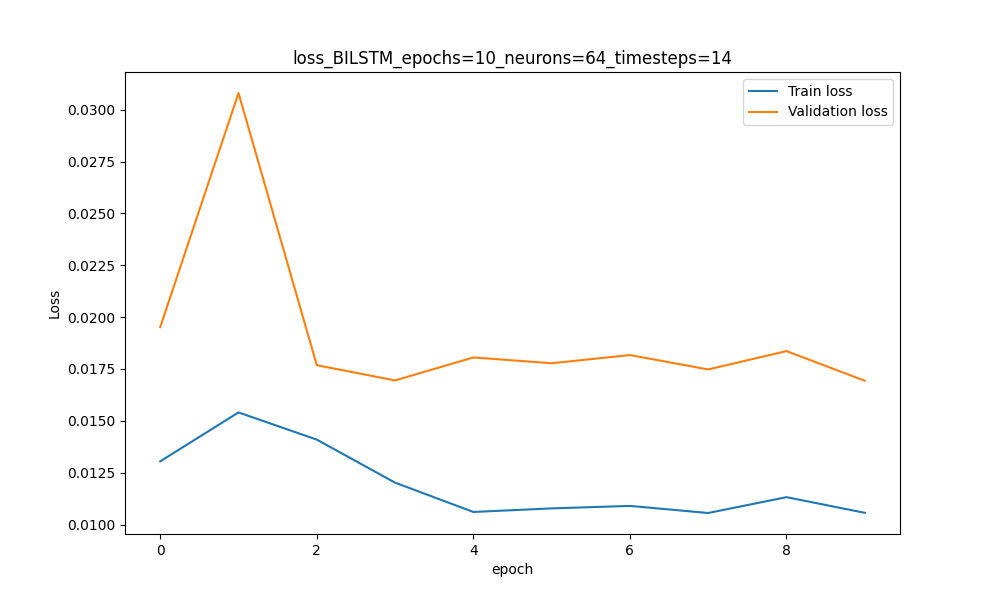 loss_BILSTM_epochs=10_neurons=64_timesteps=14
Train loss
Validation loss
0.0300
0.0275
0.0250
0.0225
0.0200
0.0175
0.0150
0.0125
0.0100
Loss
0 2 4 6 8
epoch